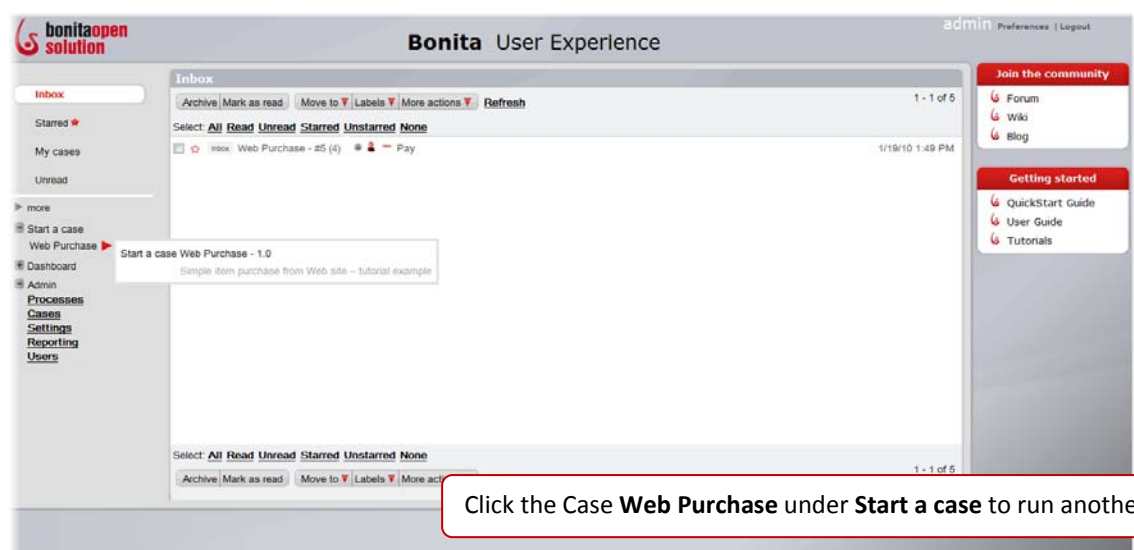 bonitaopen
solution
Bonita User Experience
admin Preferences | Logout
Inbox
Starred
My cases
Unread
more
Start a case
Web Purchase
Dashboard
Admin
Processes
Cases
Settings
Reporting
Users
Inbox
Archive Mark as read Move to Labels More actions Refresh 1 - 1 of 5
Select: All Read Unread Starred Unstarred None
Inbox Web Purchase - #5 (4) Pay 1/19/10 1:49 PM
Start a case Web Purchase - 1.0
Simple item purchase from Web site – tutorial example
Select: All Read Unread Starred Unstarred None
Archive Mark as read Move to Labels More act 1 - 1 of 5
Join the community
Forum
Wiki
Blog
Getting started
QuickStart Guide
User Guide
Tutorials
Click the Case Web Purchase under Start a case to run anothe